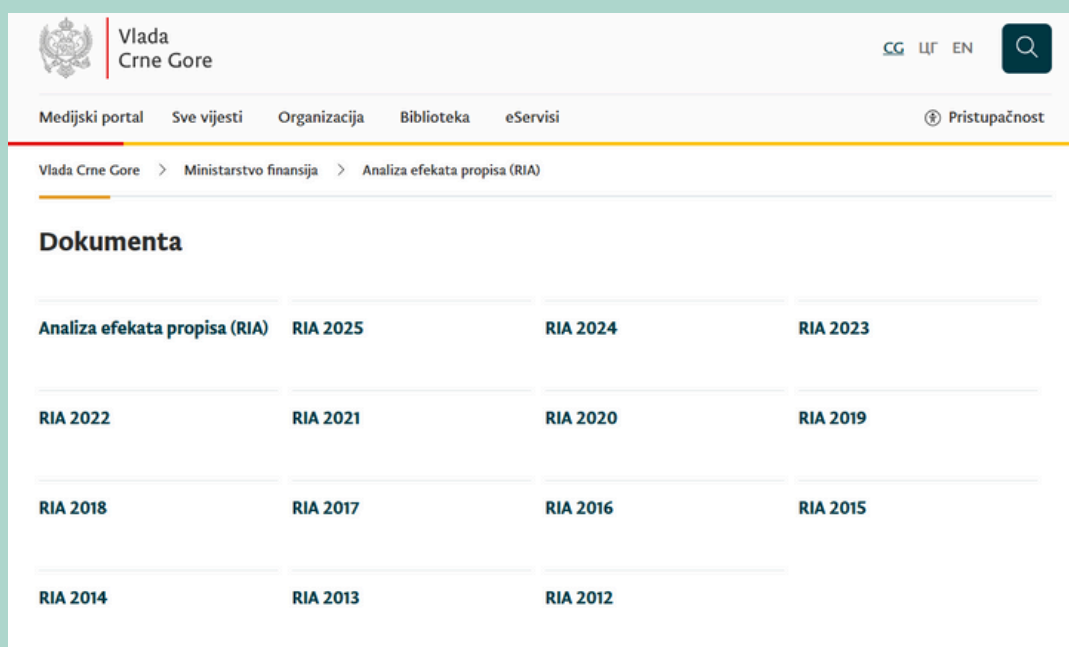 Vlada
Crne Gore
CG ЦГ EN
Medijski portal Sve vijesti Organizacija Biblioteka eServisi Pristupačnost
Vlada Crne Gore > Ministarstvo finansija > Analiza efekata propisa (RIA)
Dokumenta
Analiza efekata propisa (RIA) RIA 2025 RIA 2024 RIA 2023
RIA 2022 RIA 2021 RIA 2020 RIA 2019
RIA 2018 RIA 2017 RIA 2016 RIA 2015
RIA 2014 RIA 2013 RIA 2012